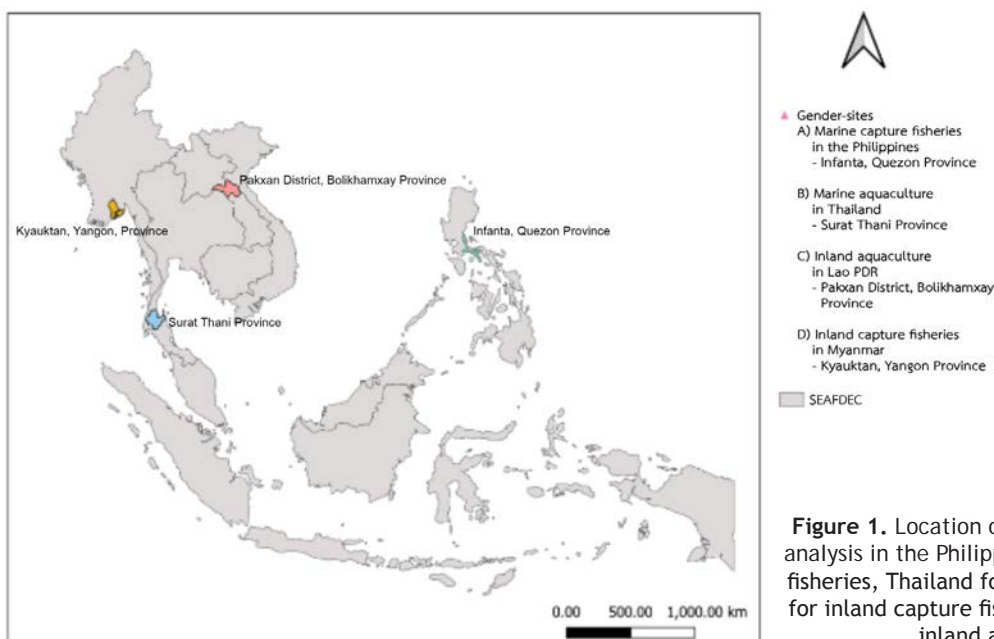 Pakxan District, Bolikhamxay Province
Kyauktan, Yangon, Province
Infanta, Quezon Province
Surat Thani Province
0.00 500.00 1,000.00 km
Gender-sites
A) Marine capture fisheries
in the Philippines
- Infanta, Quezon Province
B) Marine aquaculture
in Thailand
- Surat Thani Province
C) Inland aquaculture
in Lao PDR
- Pakxan District, Bolikhamxay
Province
D) Inland capture fisheries
in Myanmar
- Kyauktan, Yangon Province
SEAFDEC
Figure 1. Location
analysis in the
fisheries, Thailand
for inland capture
inland